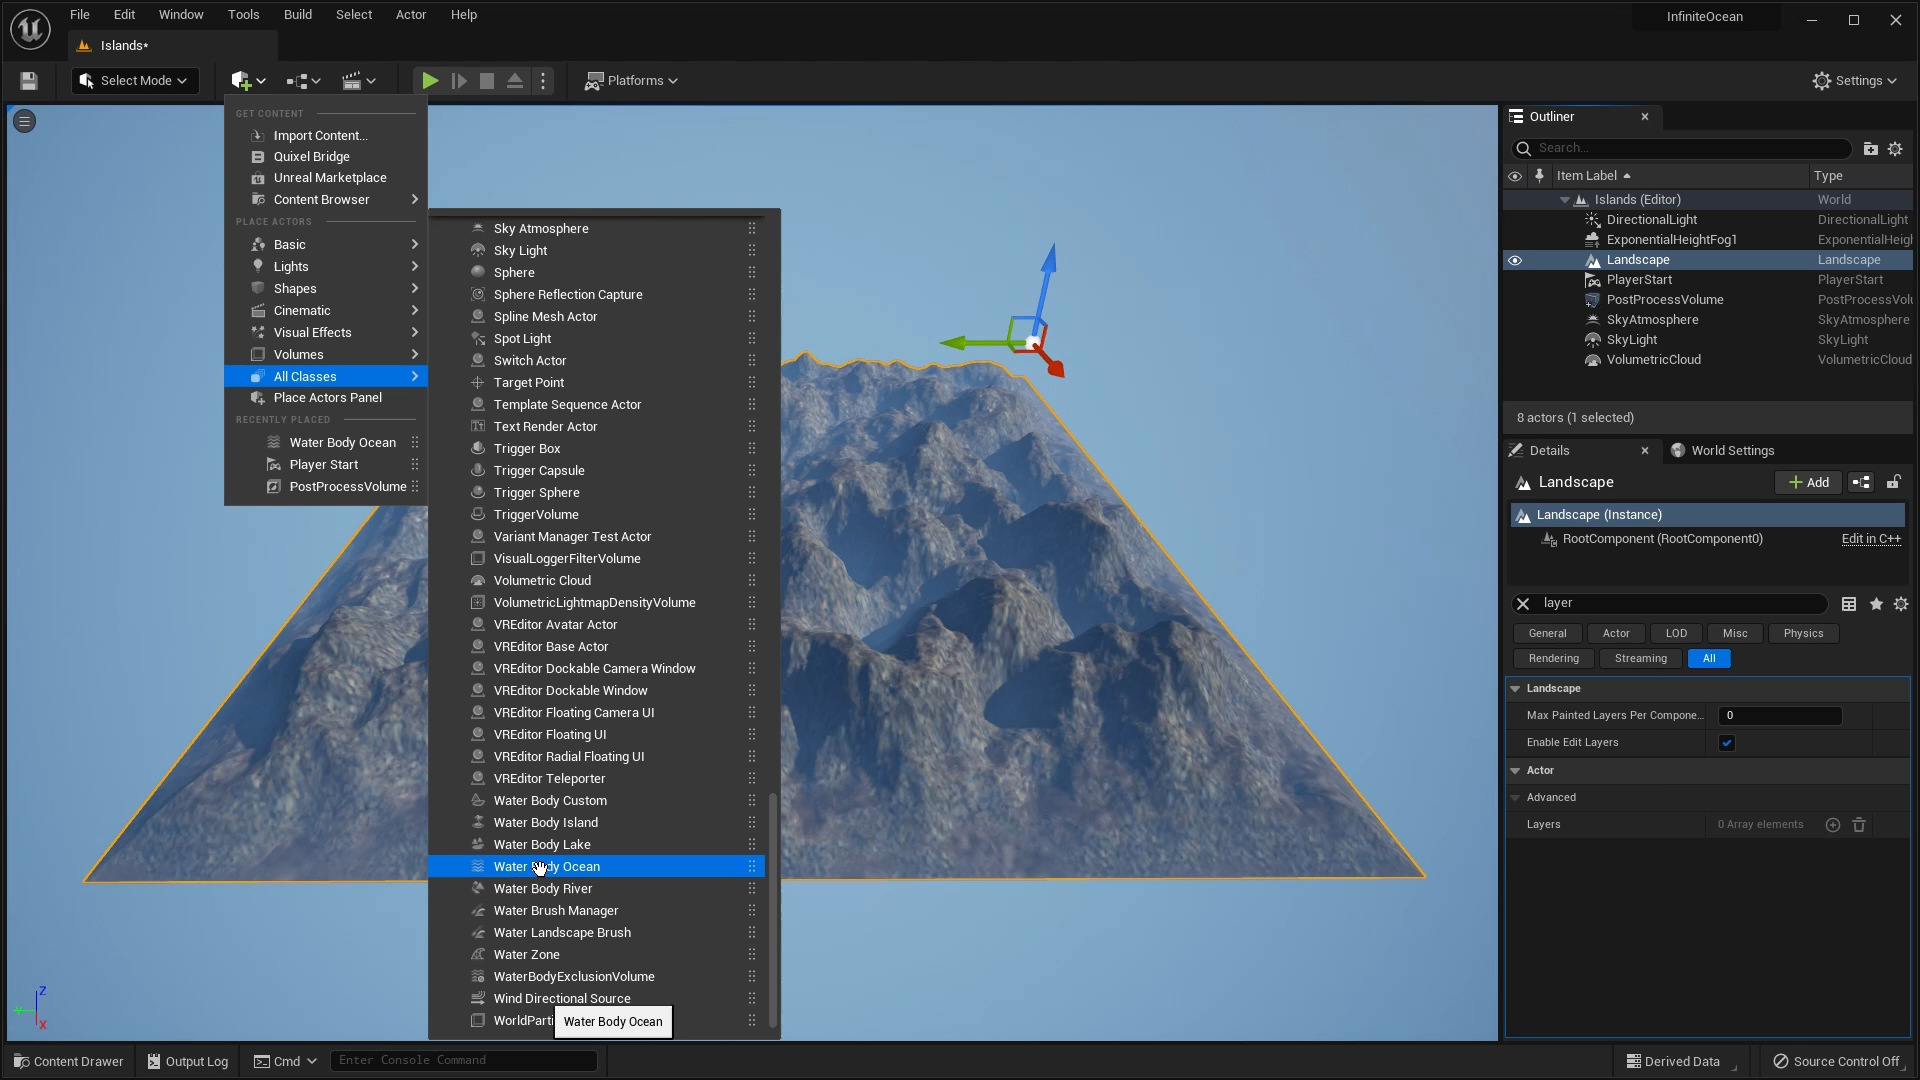 File Edit Window Tools Build Select Actor Help
InfiniteOcean
Islands*
Select Mode
Platforms
Settings
GET CONTENT
Import Content...
Quixel Bridge
Unreal Marketplace
Content Browser
PLACE ACTORS
Basic
Lights
Shapes
Cinematic
Visual Effects
Volumes
All Classes
Place Actors Panel
RECENTLY PLACED
Water Body Ocean
Player Start
PostProcessVolume
Sky Atmosphere
Sky Light
Sphere
Sphere Reflection Capture
Spline Mesh Actor
Spot Light
Switch Actor
Target Point
Template Sequence Actor
Text Render Actor
Trigger Box
Trigger Capsule
Trigger Sphere
TriggerVolume
Variant Manager Test Actor
VisualLoggerFilterVolume
Volumetric Cloud
VolumetricLightmapDensityVolume
VREditor Avatar Actor
VREditor Base Actor
VREditor Dockable Camera Window
VREditor Dockable Window
VREditor Floating Camera UI
VREditor Floating UI
VREditor Radial Floating UI
VREditor Teleporter
Water Body Custom
Water Body Island
Water Body Lake
Water Body Ocean
Water Body River
Water Brush Manager
Water Landscape Brush
Water Zone
WaterBodyExclusionVolume
Wind Directional Source
WorldParti
Water Body Ocean
Z
X
Outliner
Search...
Item Label Type
Islands (Editor) World
DirectionalLight DirectionalLight
ExponentialHeightFog1 ExponentialHeigh
Landscape Landscape
PlayerStart PlayerStart
PostProcessVolume PostProcessVolu
SkyAtmosphere SkyAtmosphere
SkyLight SkyLight
VolumetricCloud VolumetricCloud
8 actors (1 selected)
Details World Settings
Landscape Add
Landscape (Instance)
RootComponent (RootComponent0) Edit in C++
layer
General Actor LOD Misc Physics
Rendering Streaming All
Landscape
Max Painted Layers Per Compone... 0
Enable Edit Layers
Actor
Advanced
Layers 0 Array elements
Content Drawer Output Log Cmd Enter Console Command Derived Data Source Control Off